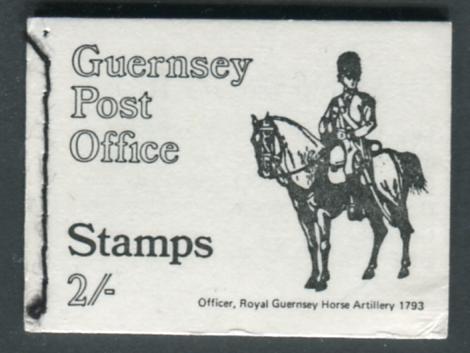 Guernsey
Post
Office
Stamps
2/-
Officer, Royal Guernsey Horse Artillery 1793